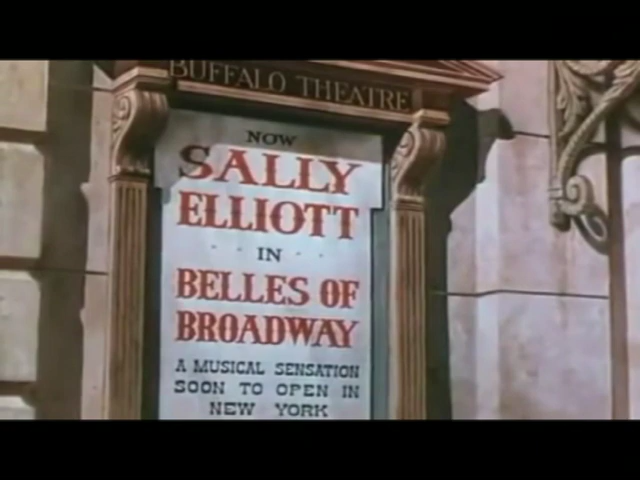 BUFFALO THEATRE
NOW
SALLY
ELLIOTT
IN
BELLES OF
BROADWAY
A MUSICAL SENSATION
SOON TO OPEN IN
NEW YORK